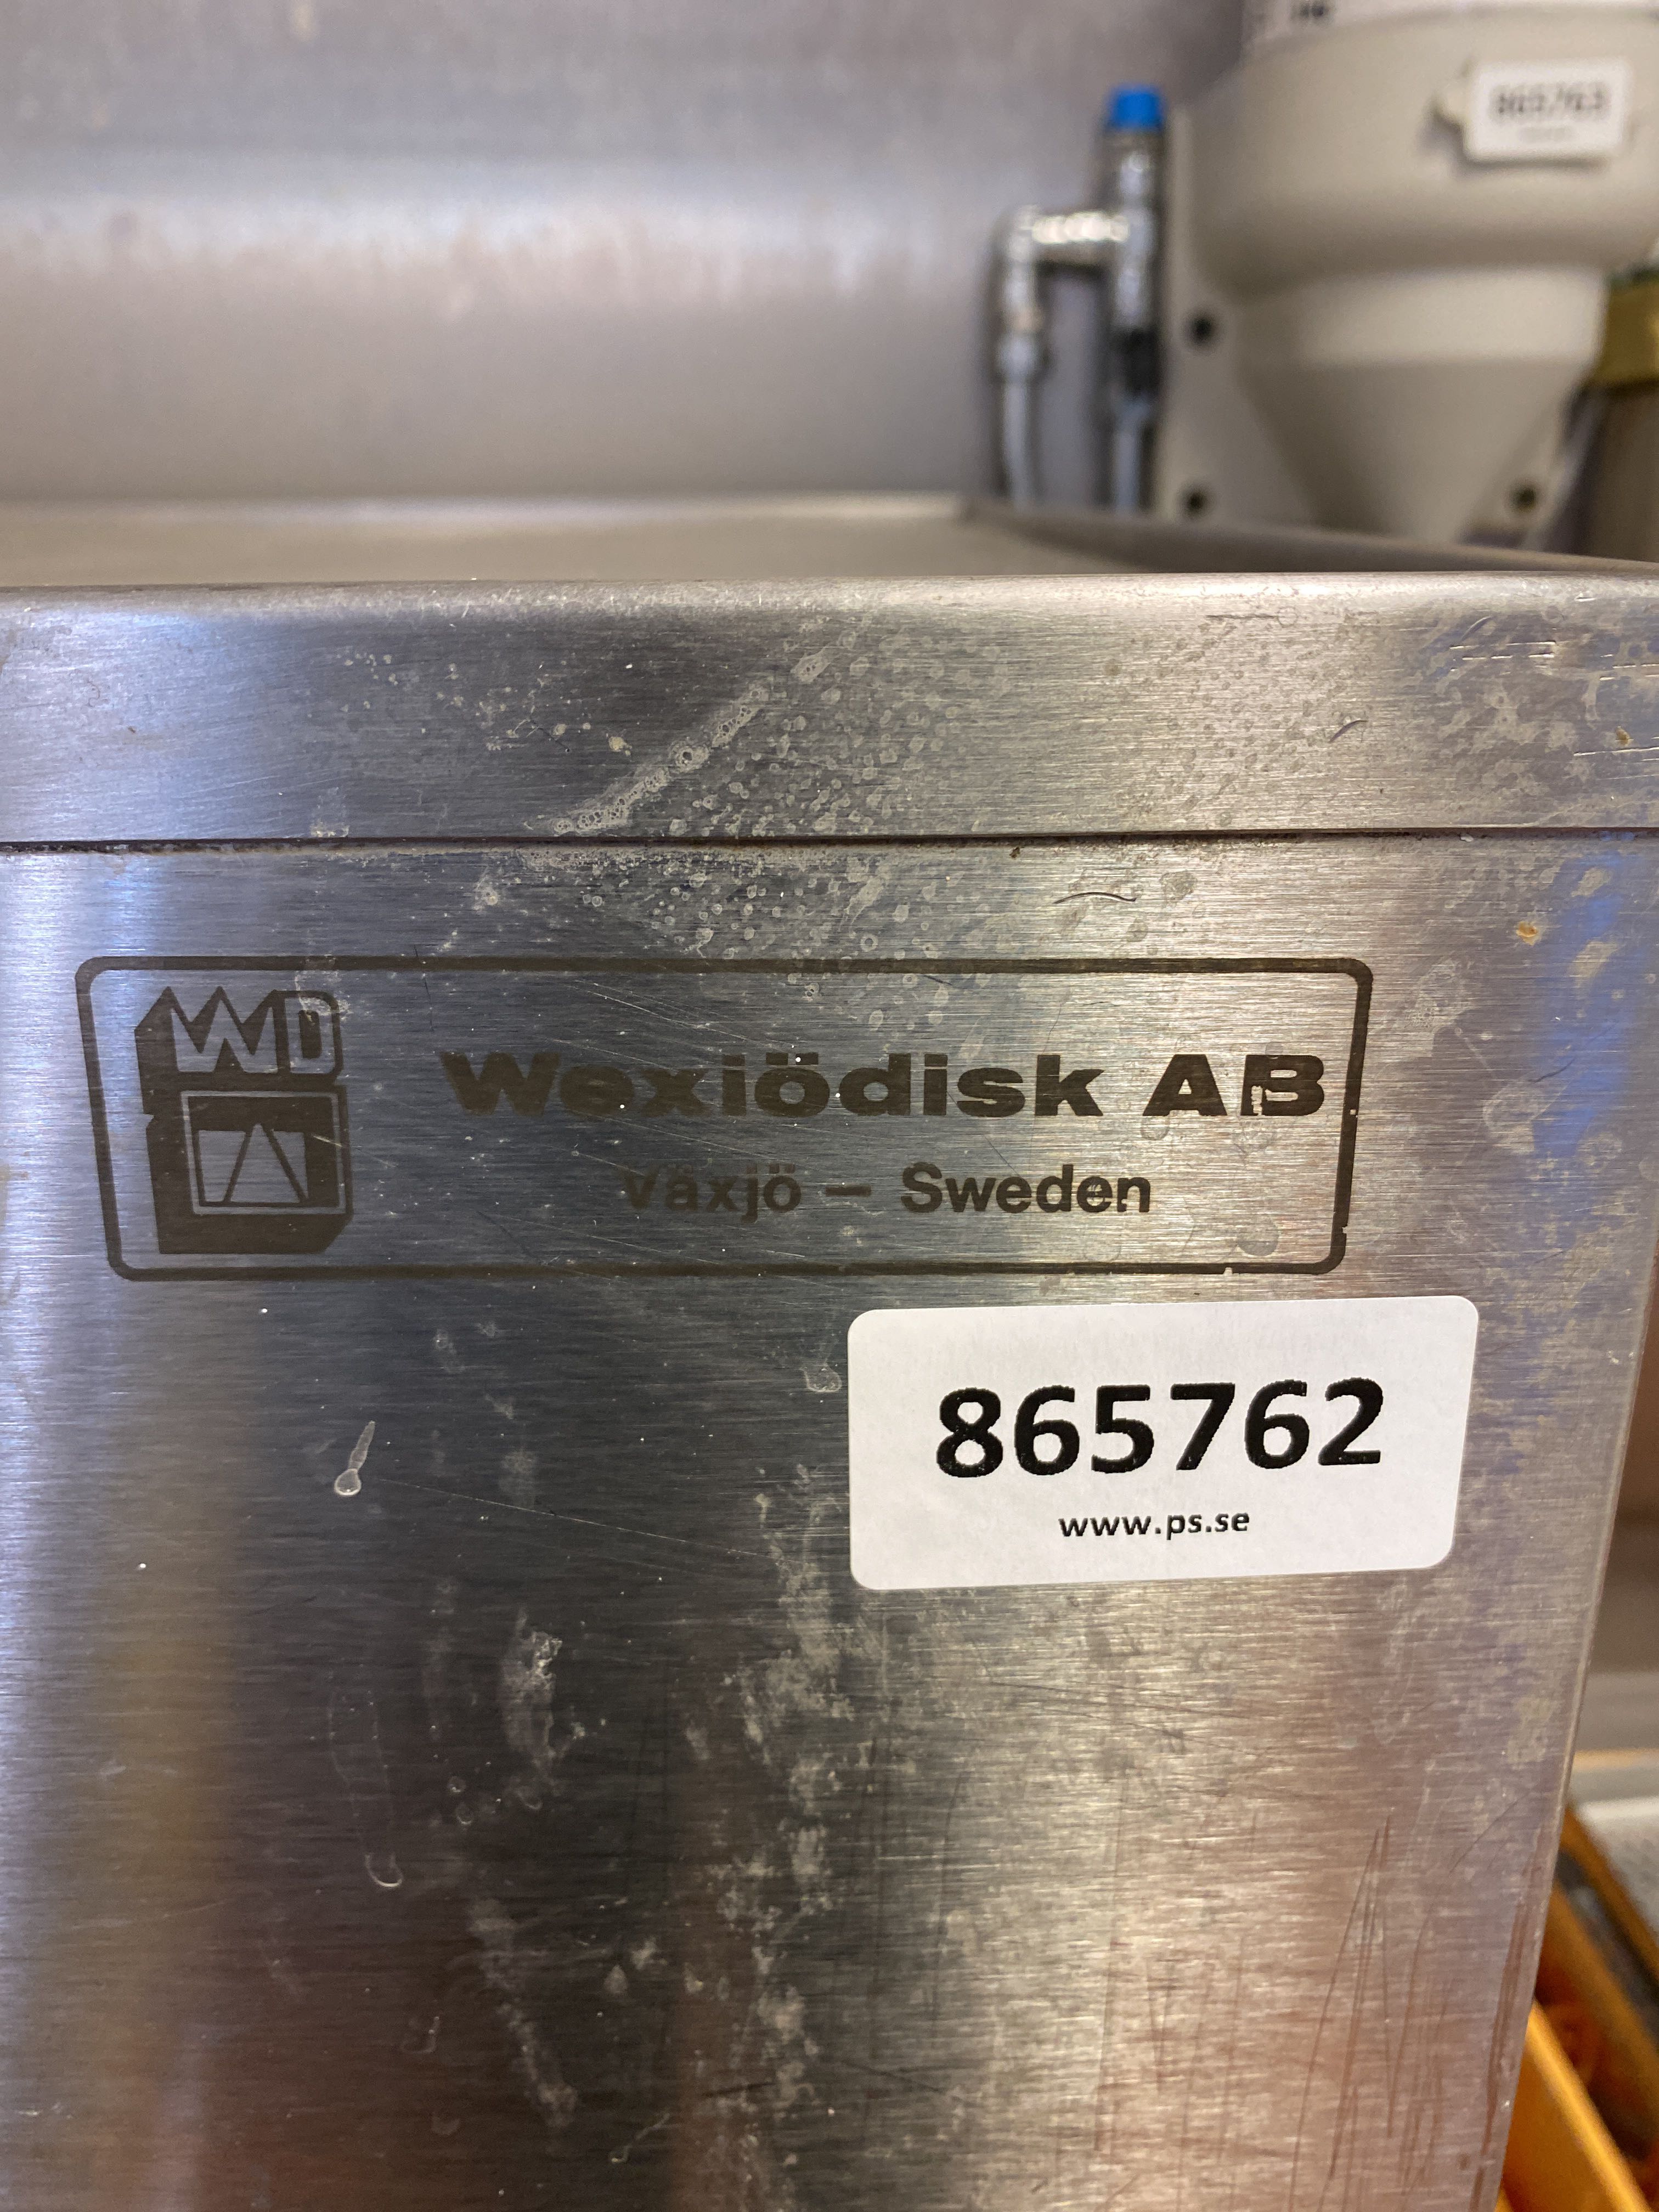 865763
WD
Wexiödisk AB
Växjö – Sweden
865762
www.ps.se